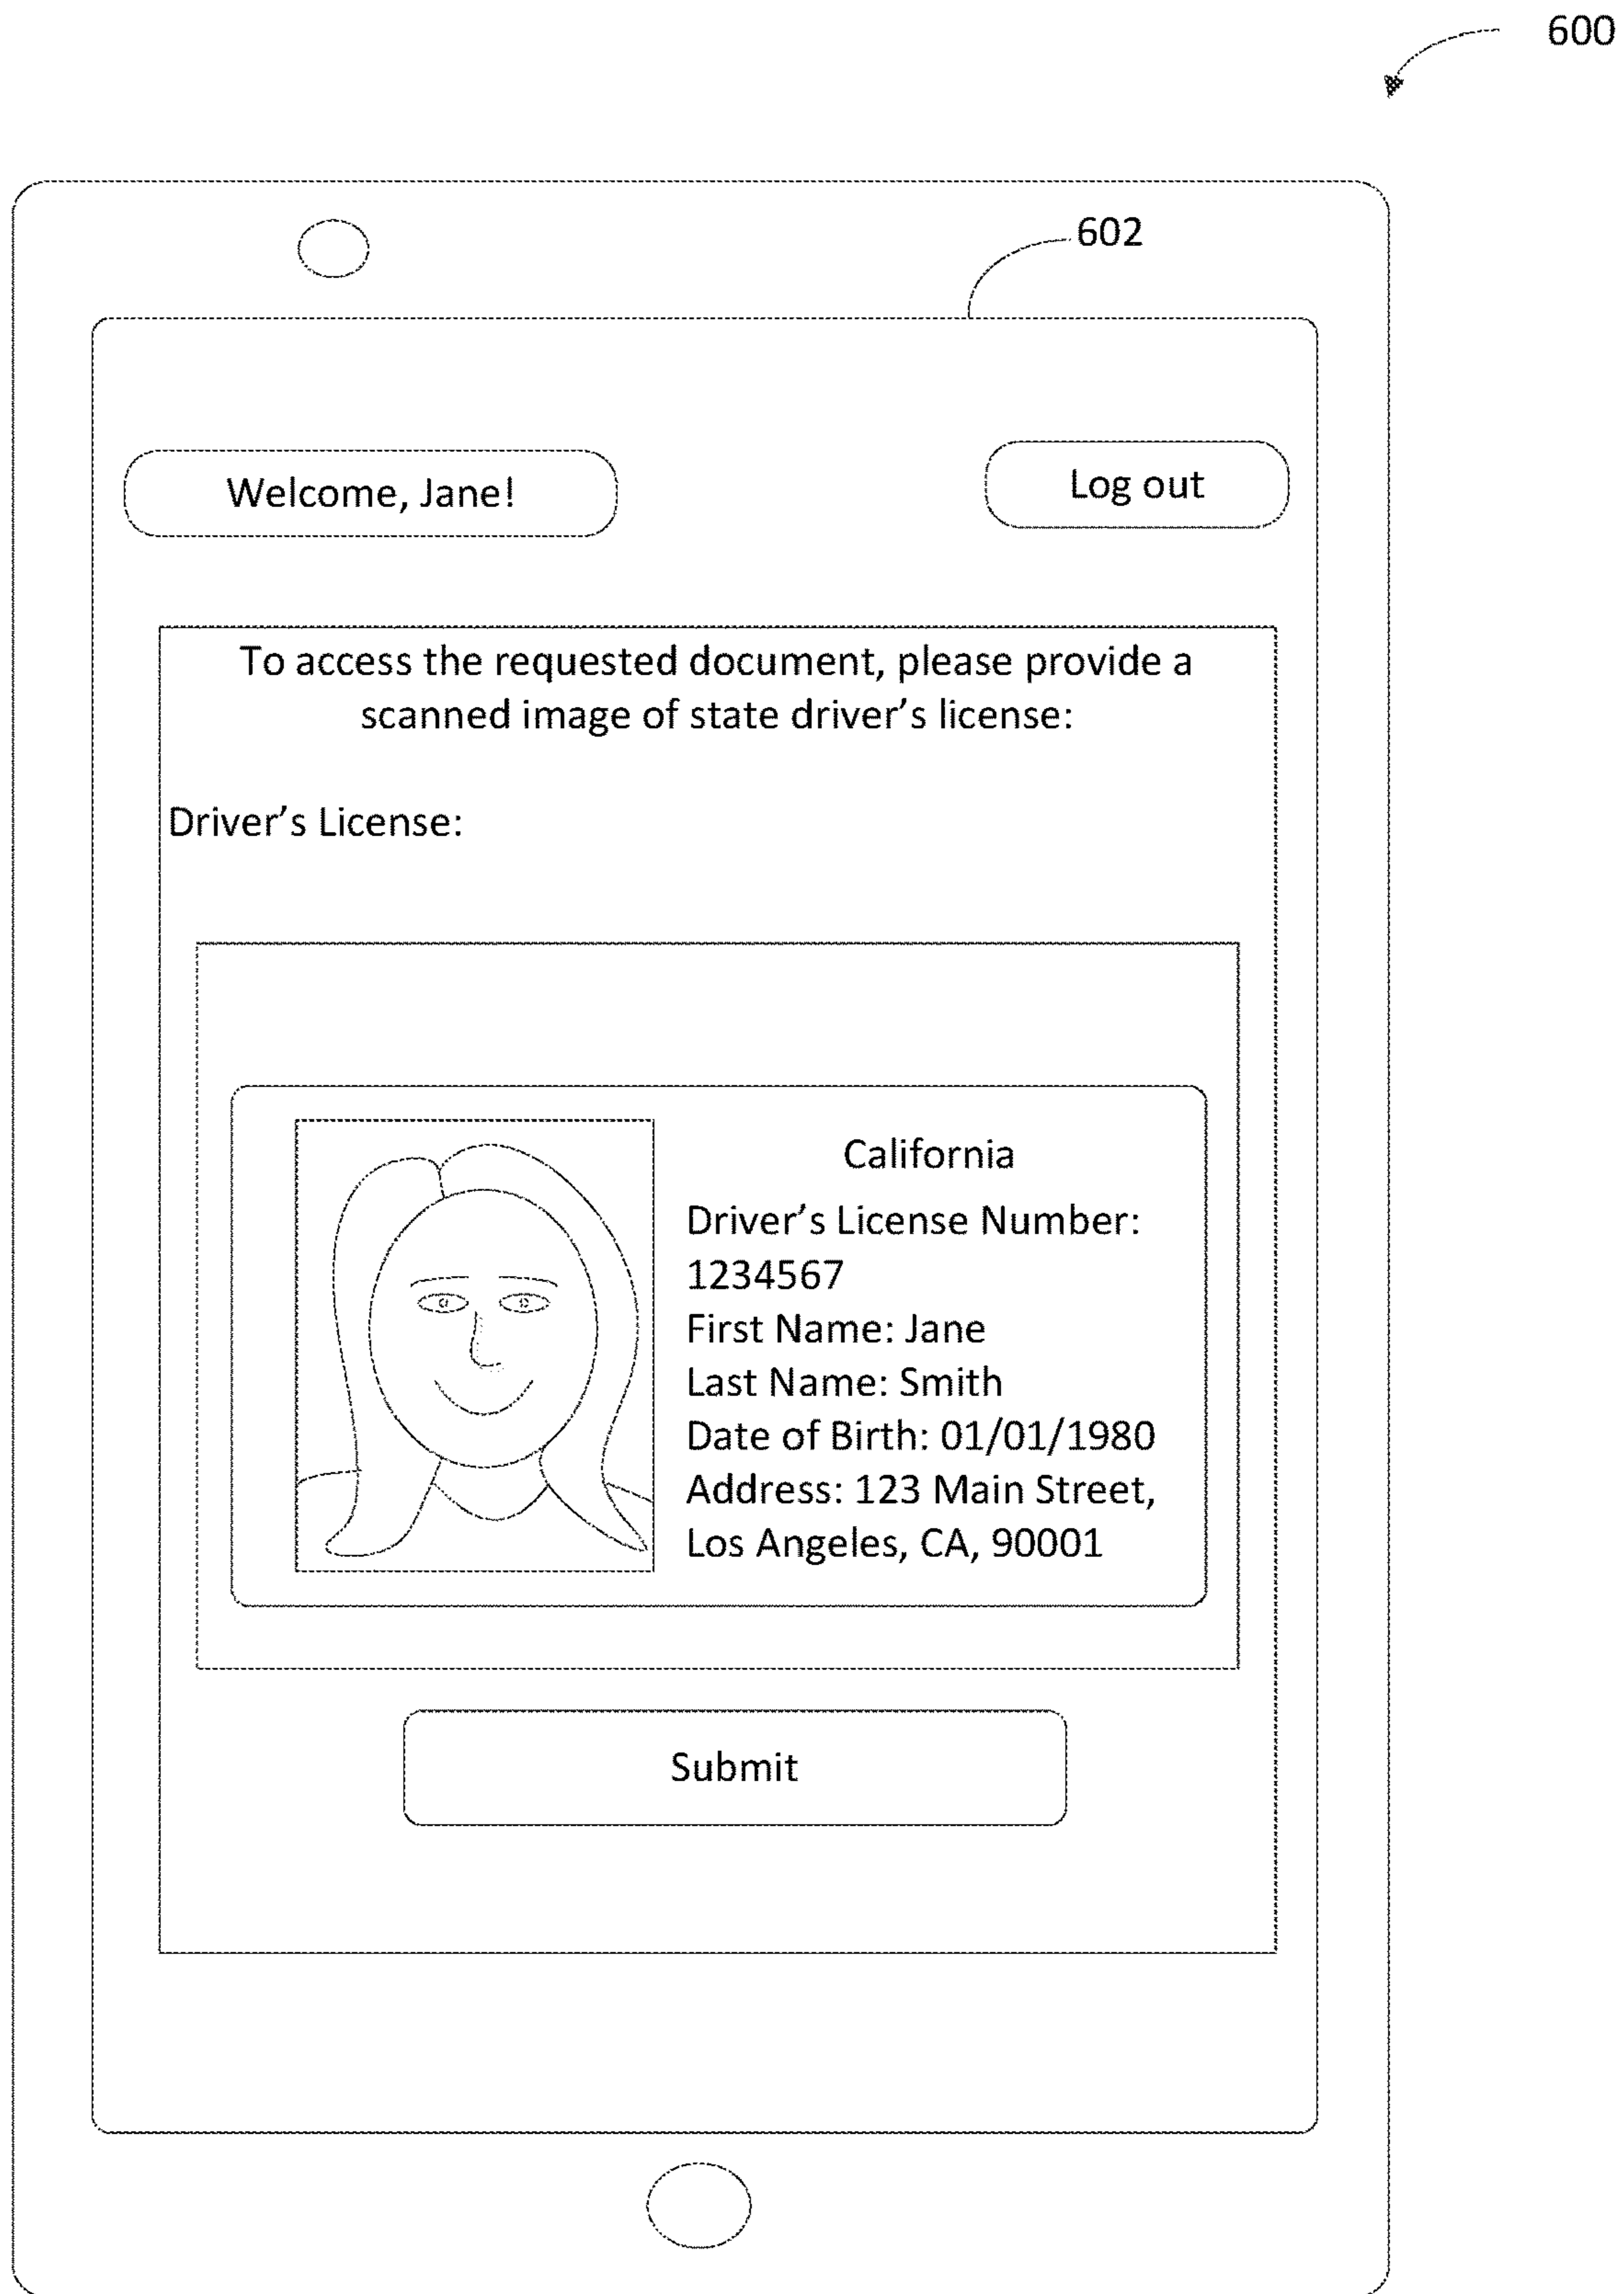 600
602
Welcome, Jane!
Log out
To access the requested document, please provide a
scanned image of state driver’s license:
Driver’s License:
California
Driver’s License Number:
1234567
First Name: Jane
Last Name: Smith
Date of Birth: 01/01/1980
Address: 123 Main Street,
Los Angeles, CA, 90001
Submit